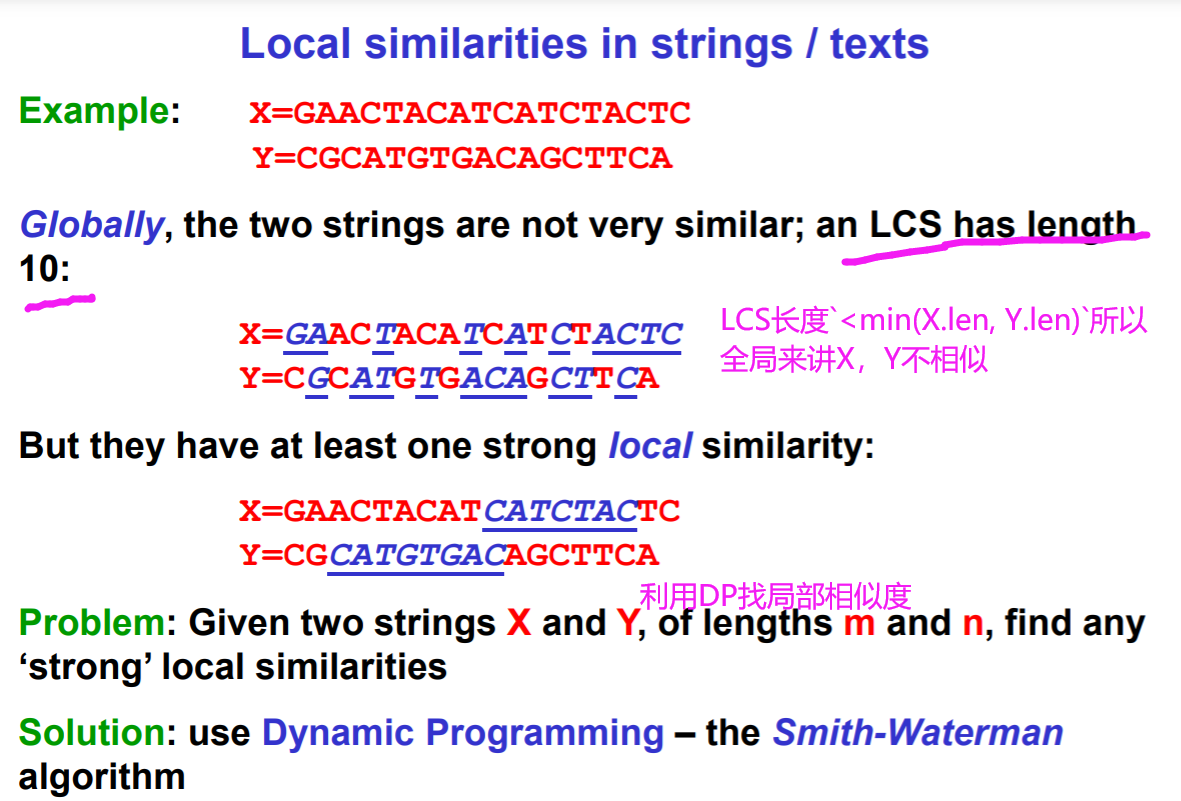 Local similarities in strings / texts
Example: X=GAACTACATCATCTACTC
Y=CGCATGTGACAGCTTCA
Globally, the two strings are not very similar; an LCS has length
10:
X=GAACTACATCATCTACTC
Y=CGCATGTGACAGCTTCA
LCS长度`<min(X.len, Y.len)`所以
全局来讲X，Y不相似
But they have at least one strong local similarity:
X=GAACTACATCATCTACTC
Y=CGCATGTGACAGCTTCA
利用DP找局部相似度
Problem: Given two strings X and Y, of lengths m and n, find any
‘strong’ local similarities
Solution: use Dynamic Programming – the Smith-Waterman
algorithm